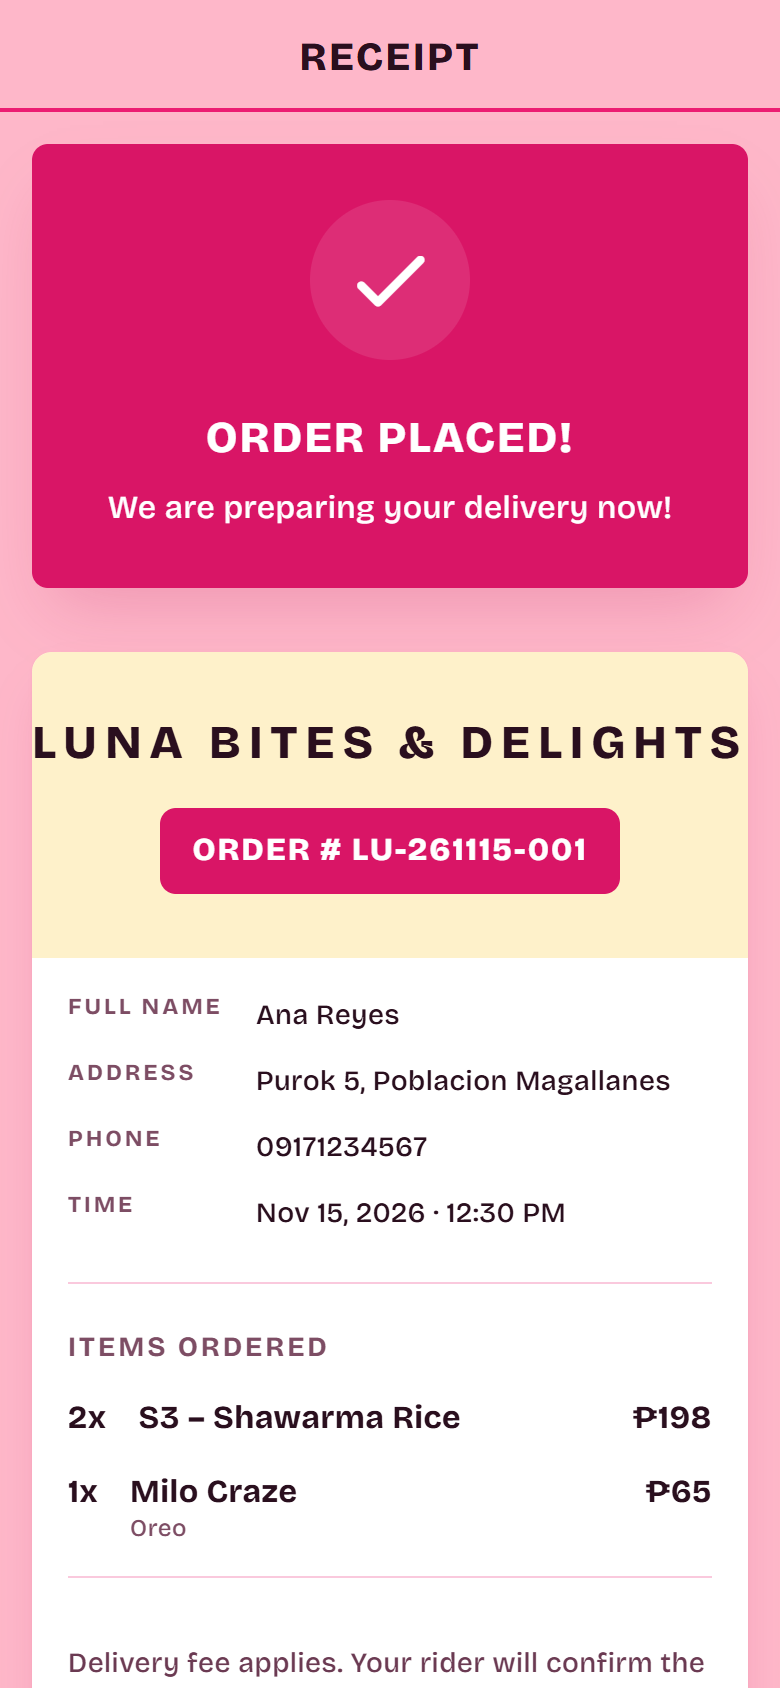 RECEIPT
ORDER PLACED!
We are preparing your delivery now!
LUNA BITES & DELIGHTS
ORDER # LU-261115-001
FULL NAME Ana Reyes
ADDRESS Purok 5, Poblacion Magallanes
PHONE 09171234567
TIME Nov 15, 2026 · 12:30 PM
ITEMS ORDERED
2x S3 – Shawarma Rice ₱198
1x Milo Craze ₱65
Oreo
Delivery fee applies. Your rider will confirm the